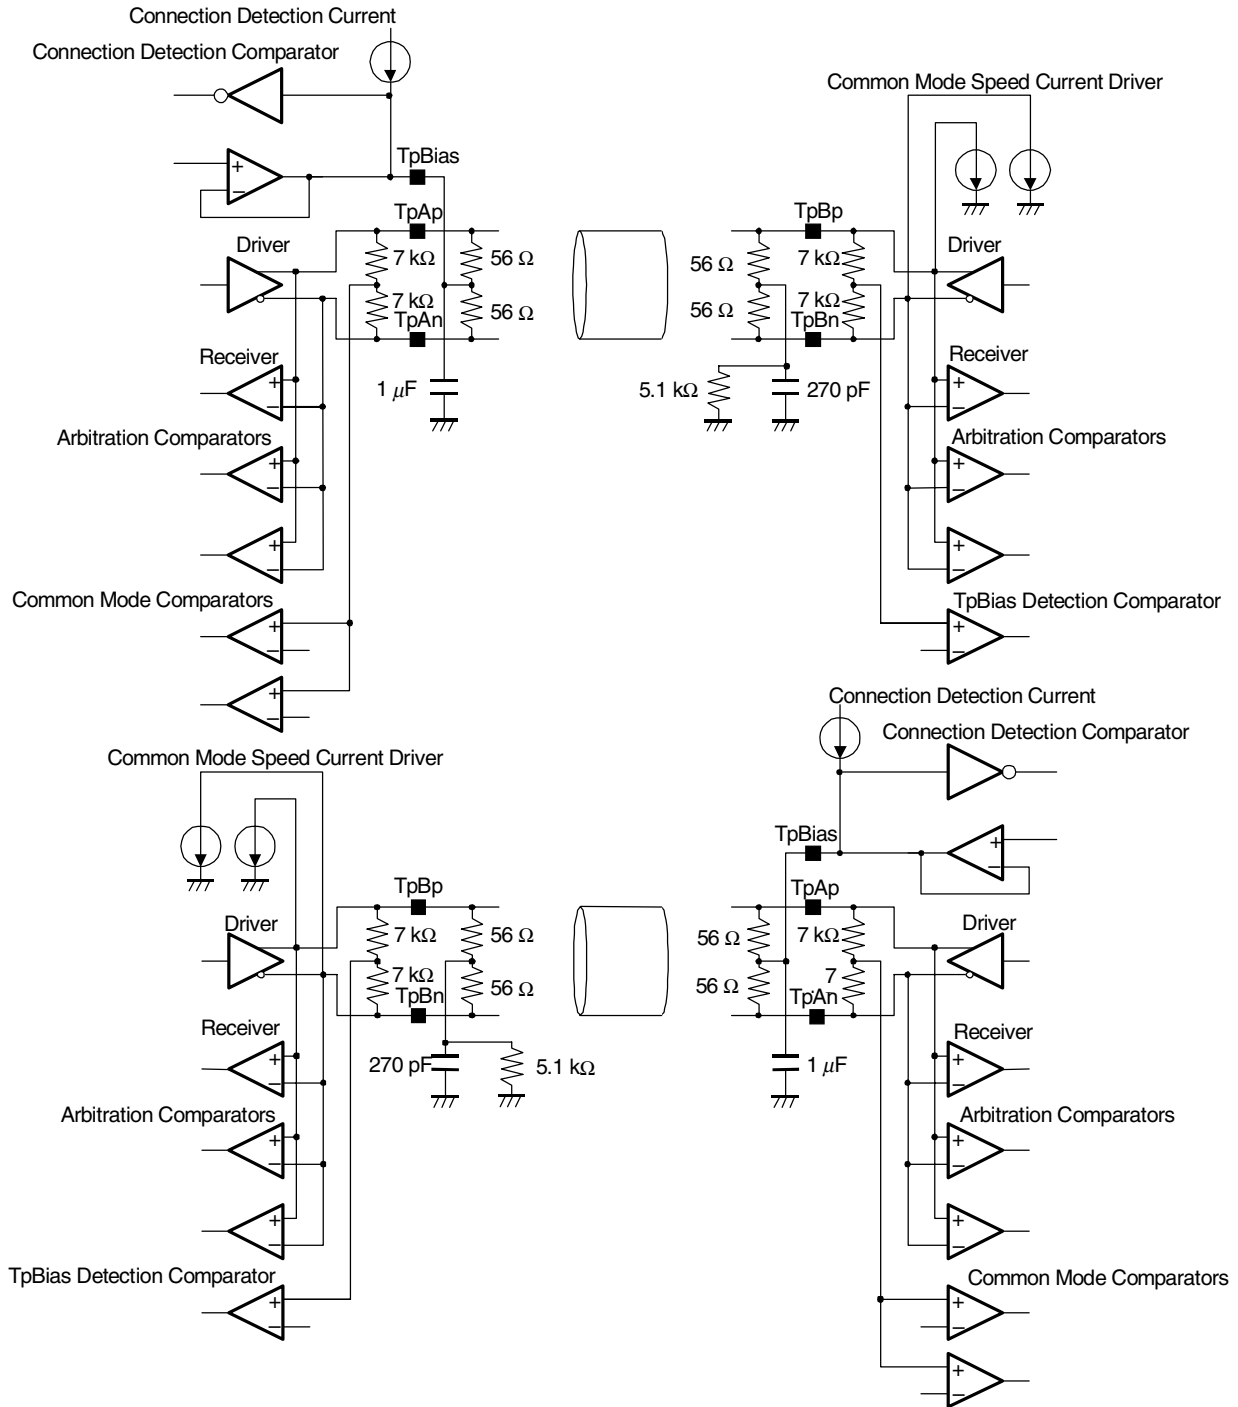 Connection Detection Current
Connection Detection Comparator
Common Mode Speed Current Driver
+
−
TpBias
TpAp
TpBp
Driver
7 kΩ
56 Ω
56 Ω
7 kΩ
Driver
7 kΩ
56 Ω
56 Ω
7 kΩ
TpAn
TpBn
Receiver
+
−
1 µF
5.1 kΩ
270 pF
Receiver
+
−
Arbitration Comparators
+
−
Arbitration Comparators
+
−
+
−
+
−
Common Mode Comparators
+
−
TpBias Detection Comparator
+
−
+
−
Connection Detection Current
Connection Detection Comparator
Common Mode Speed Current Driver
TpBias
+
−
TpBp
TpAp
Driver
7 kΩ
56 Ω
56 Ω
7 kΩ
Driver
7 kΩ
56 Ω
56 Ω
7
TpBn
TpAn
Receiver
+
−
270 pF
5.1 kΩ
1 µF
Receiver
+
−
Arbitration Comparators
+
−
Arbitration Comparators
+
−
+
−
+
−
TpBias Detection Comparator
+
−
Common Mode Comparators
+
−
+
−